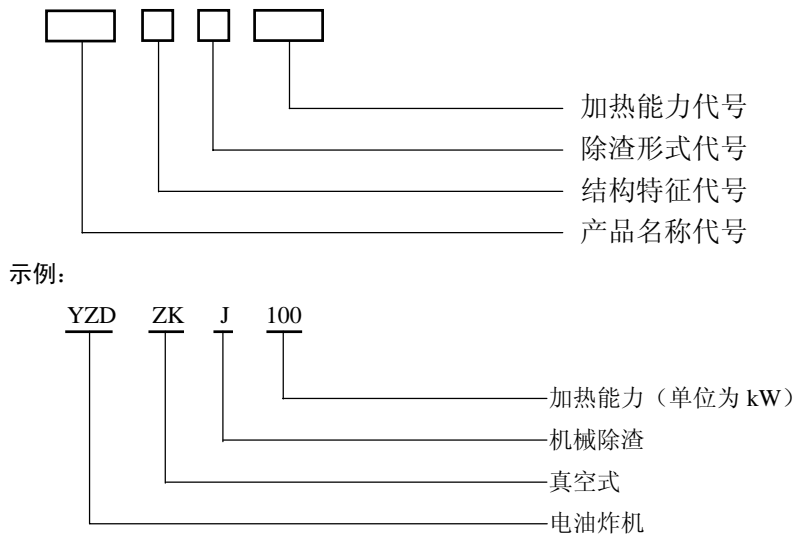 加热能力代号
除渣形式代号
结构特征代号
产品名称代号
示例：
YZD ZK J 100
加热能力（单位为 kW）
机械除渣
真空式
电油炸机